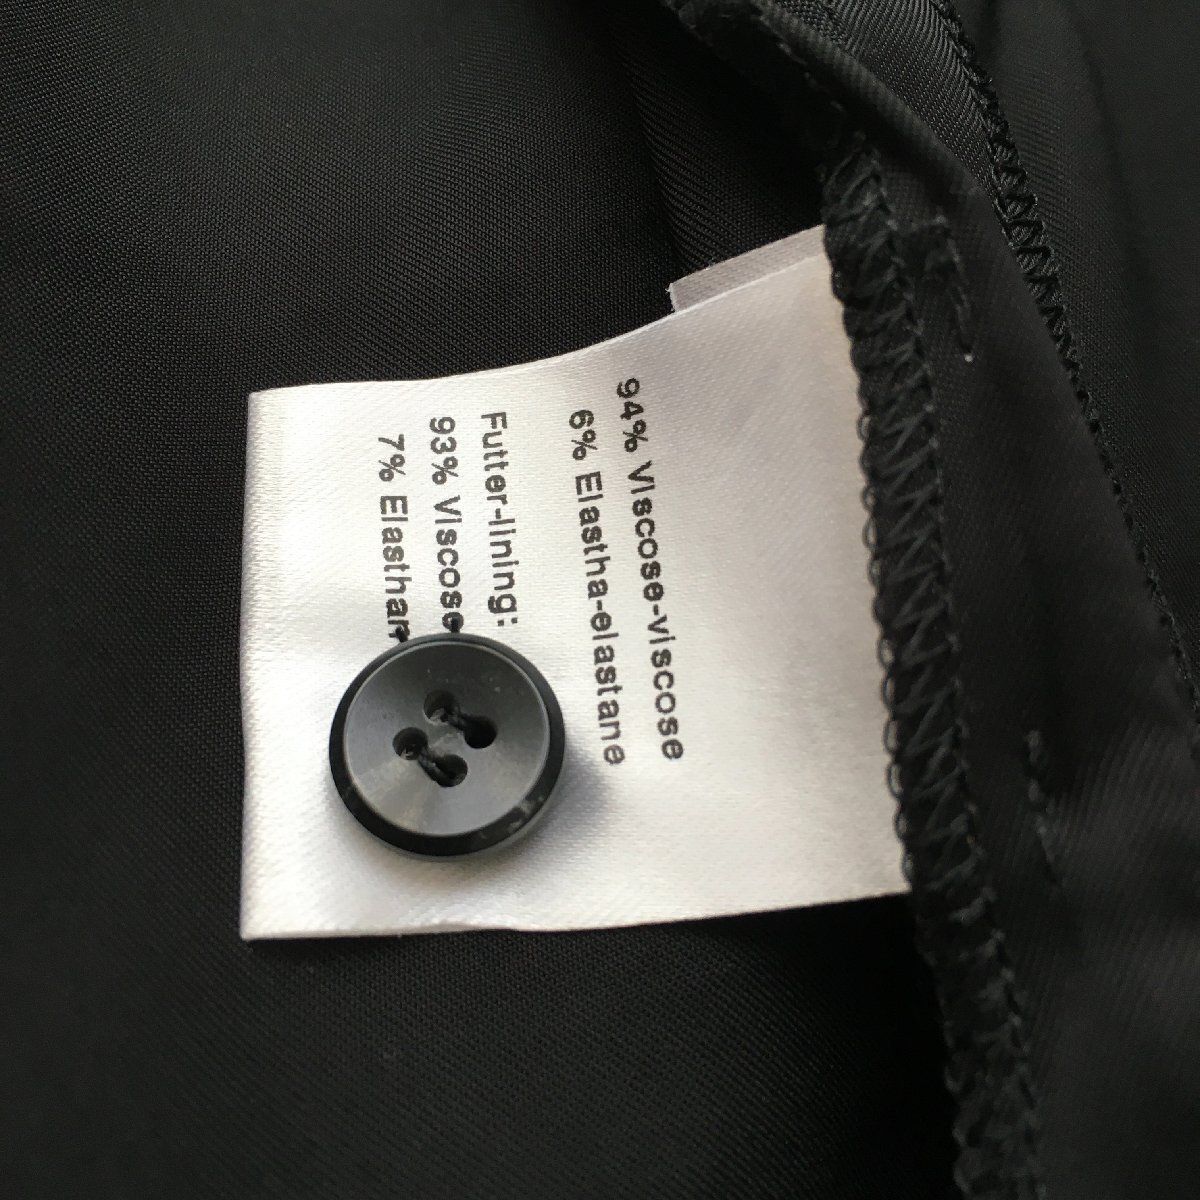 94% Viscose-viscose
6% Elastha-elastane
Futter-lining:
93% Viscose
7% Elasthan